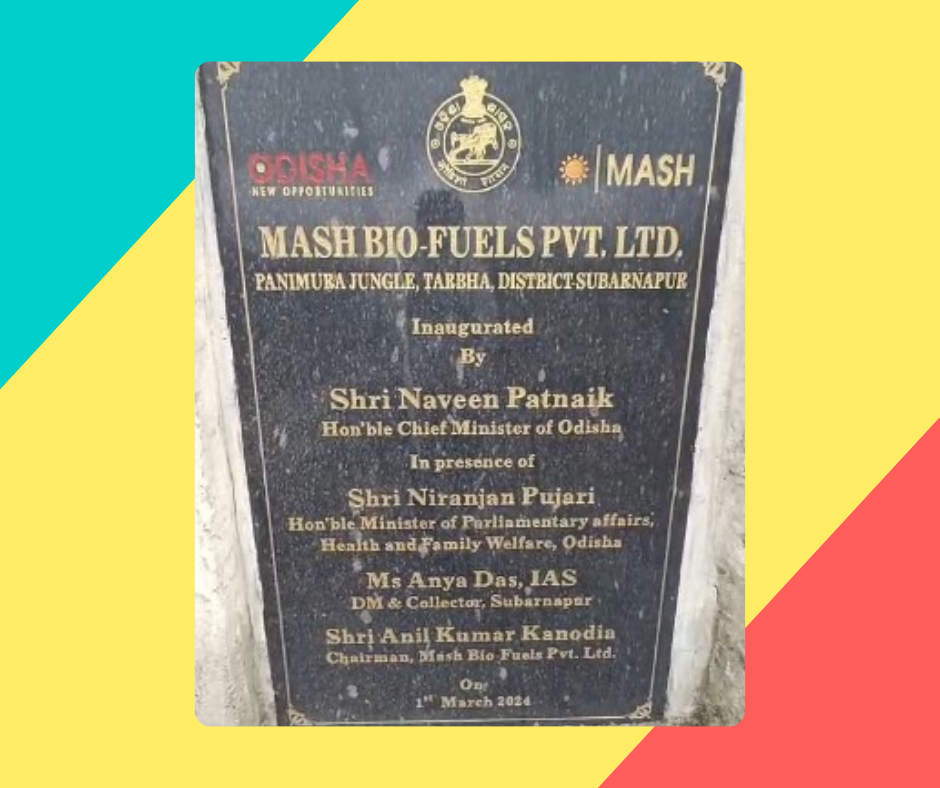 ଓଡ଼ିଶା ଶାସନ
ODISHA
NEW OPPORTUNITIES
MASH
MASH BIO-FUELS PVT. LTD.
PANIMURA JUNGLE, TARBHA, DISTRICT-SUBARNAPUR
Inaugurated
By
Shri Naveen Patnaik
Hon'ble Chief Minister of Odisha
In presence of
Shri Niranjan Pujari
Hon'ble Minister of Parliamentary affairs,
Health and Family Welfare, Odisha
Ms Anya Das, IAS
DM & Collector, Subarnapur
Shri Anil Kumar Kanodia
Chairman, Mash Bio Fuels Pvt. Ltd.
On
1st March 2024